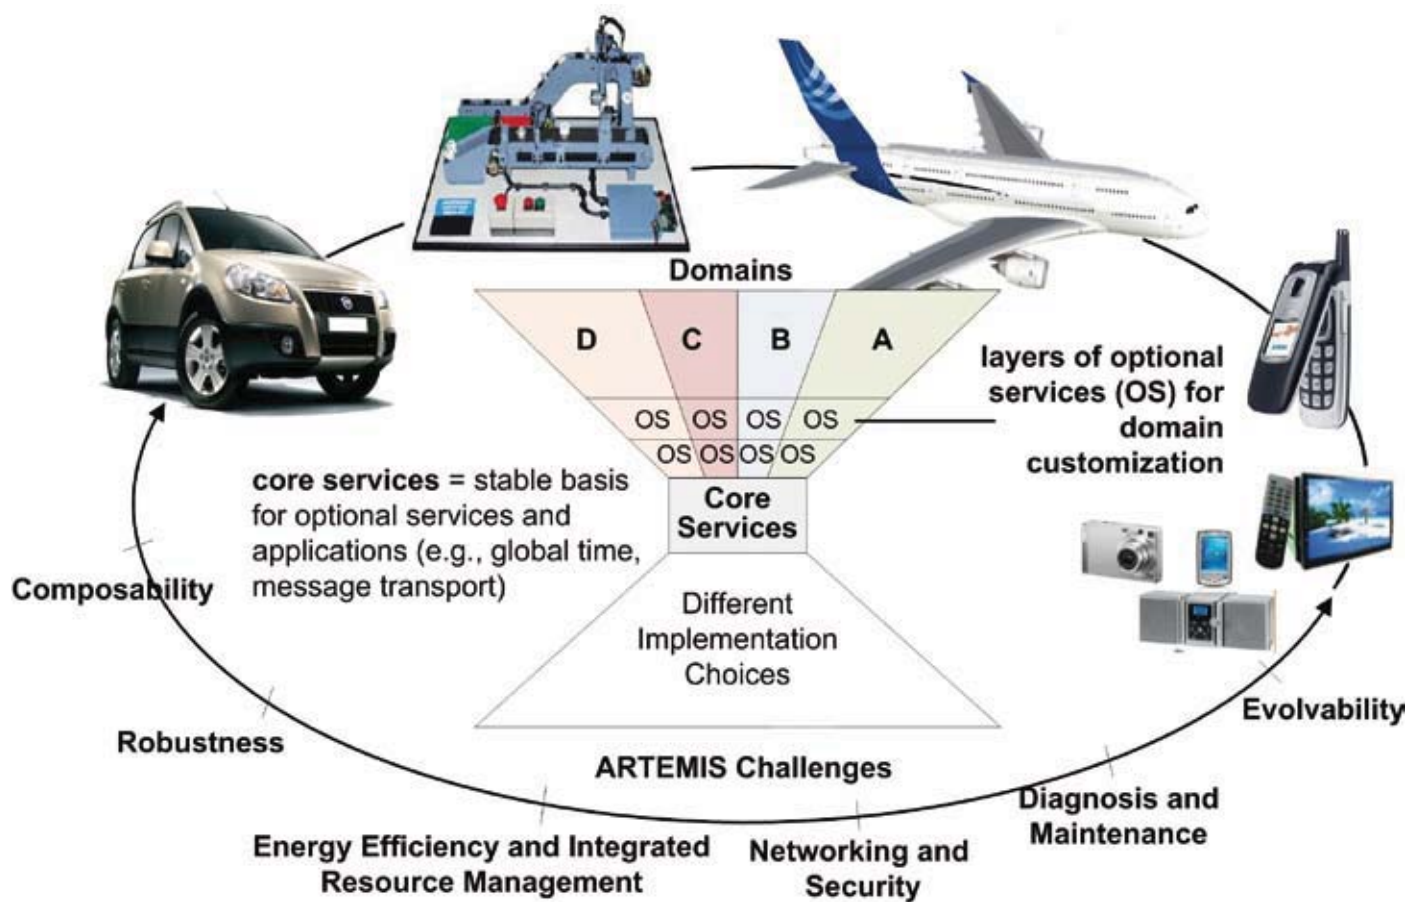 Domains
D
C
B
A
OS
OS
OS
OS
OS
OS
OS
OS
layers of optional
services (OS) for
domain
customization
core services = stable basis
for optional services and
applications (e.g., global time,
message transport)
Core
Services
Different
Implementation
Choices
ARTEMIS Challenges
Composability
Robustness
Energy Efficiency and Integrated
Resource Management
Networking and
Security
Diagnosis and
Maintenance
Evolvability